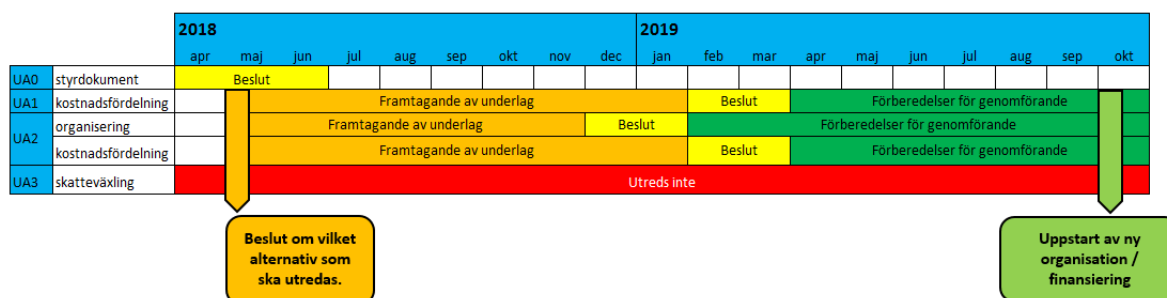 2018 2019
apr maj jun jul aug sep okt nov dec jan feb mar apr maj jun jul aug sep okt
UA0 styrdokument Beslut
UA1 kostnadsfördelning Framtagande av underlag Beslut Förberedelser för genomförande
UA2 organisering Framtagande av underlag Beslut Förberedelser för genomförande
kostnadsfördelning Framtagande av underlag Beslut Förberedelser för genomförande
UA3 skatteväxling Utreds inte
Beslut om vilket
alternativ som
ska utredas.
Uppstart av ny
organisation /
finansiering